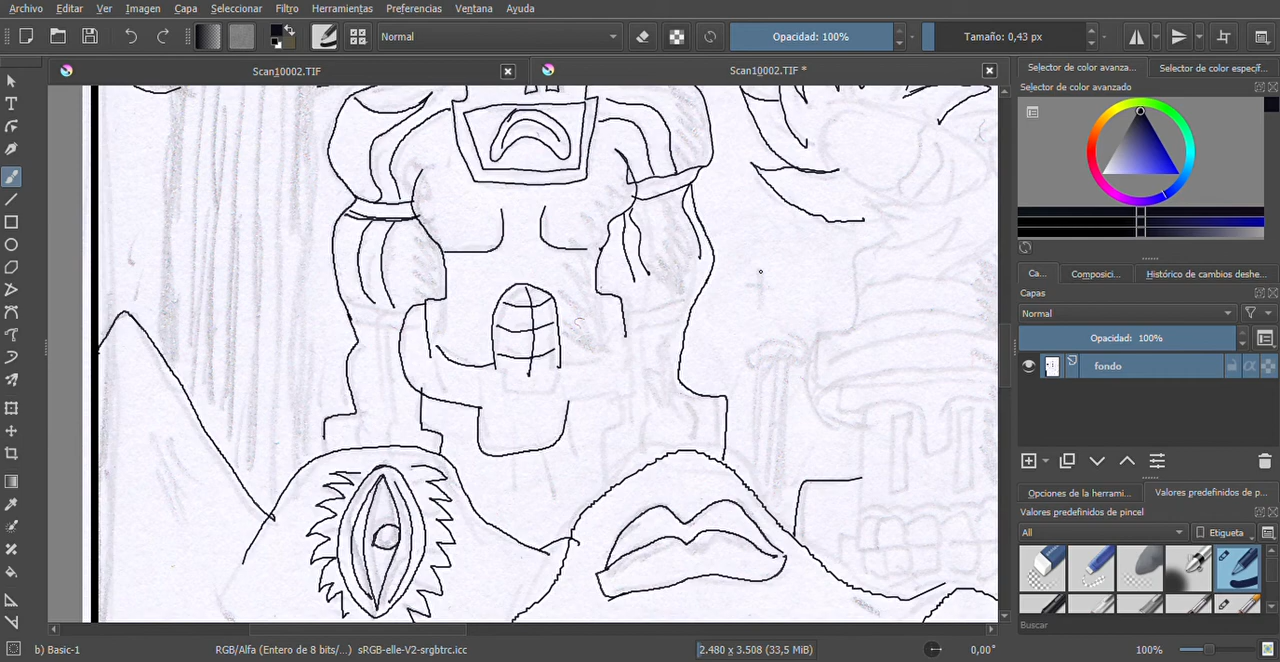 Archivo Editar Ver Imagen Capa Seleccionar Filtro Herramientas Preferencias Ventana Ayuda
Normal Opacidad: 100% Tamaño: 0,43 px
Scan10002.TIF Scan10002.TIF *
Selector de color avanza... Selector de color específ...
Selector de color avanzado
Ca... Composici... Histórico de cambios deshe...
Capas
Normal
Opacidad: 100%
fondo
Opciones de la herrami... Valores predefinidos de p...
Valores predefinidos de pincel
All Etiqueta
Buscar
b) Basic-1 RGB/Alfa (Entero de 8 bits/...) sRGB-elle-V2-srgbtrc.icc 2.480 x 3.508 (33,5 MiB) 0,00° 100%